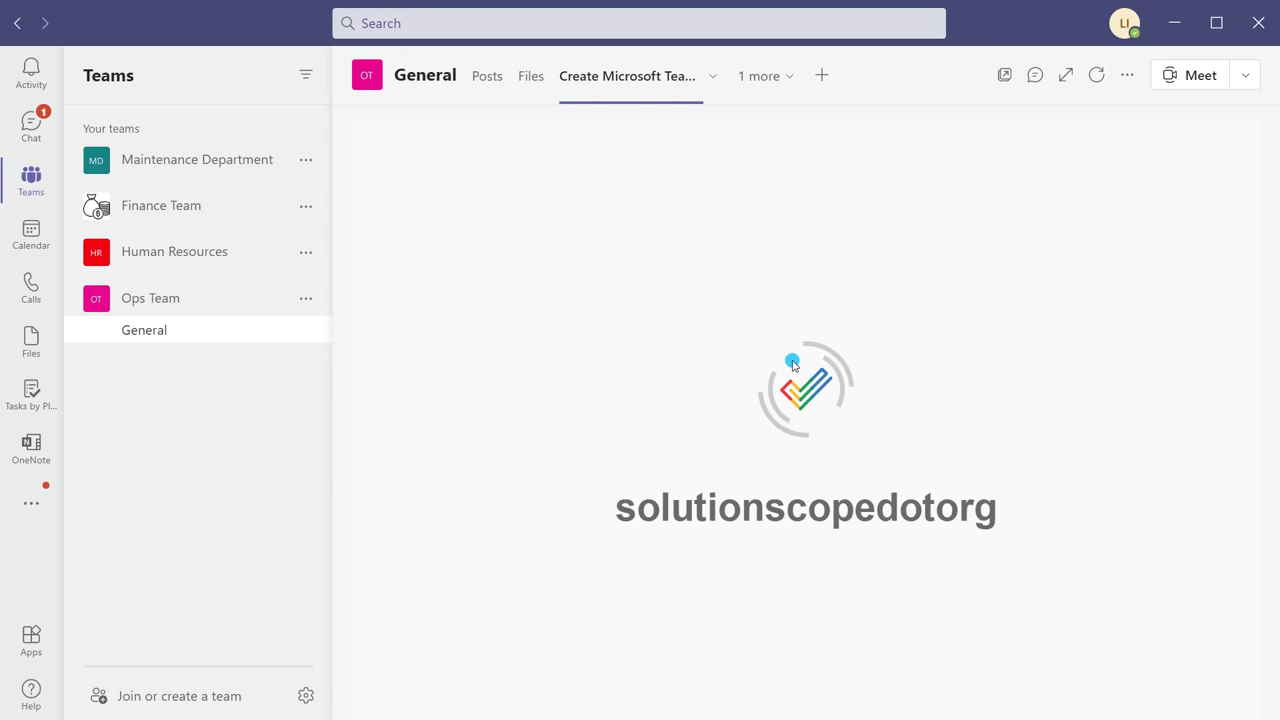 Search
LI
Activity
Chat
1
Teams
Calendar
Calls
Files
Tasks by Pl...
OneNote
Apps
Help
Teams
Your teams
MD Maintenance Department
Finance Team
HR Human Resources
OT Ops Team
General
Join or create a team
OT General Posts Files Create Microsoft Tea... 1 more
Meet
solutionscopedotorg